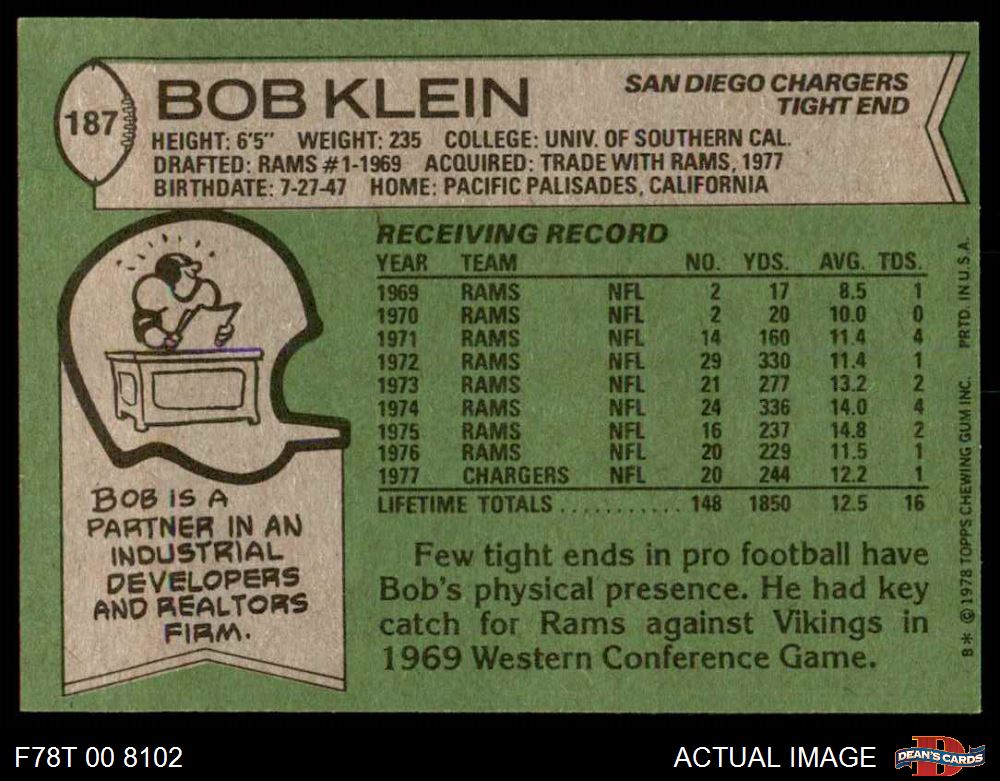 187
BOB KLEIN
SAN DIEGO CHARGERS
TIGHT END
HEIGHT: 6'5" WEIGHT: 235 COLLEGE: UNIV. OF SOUTHERN CAL.
DRAFTED: RAMS #1-1969 ACQUIRED: TRADE WITH RAMS, 1977
BIRTHDATE: 7-27-47 HOME: PACIFIC PALISADES, CALIFORNIA
RECEIVING RECORD
YEAR TEAM NO. YDS. AVG. TDS.
1969 RAMS NFL 2 17 8.5 1
1970 RAMS NFL 2 20 10.0 0
1971 RAMS NFL 14 160 11.4 4
1972 RAMS NFL 29 330 11.4 1
1973 RAMS NFL 21 277 13.2 2
1974 RAMS NFL 24 336 14.0 4
1975 RAMS NFL 16 237 14.8 2
1976 RAMS NFL 20 229 11.5 1
1977 CHARGERS NFL 20 244 12.2 1
LIFETIME TOTALS ........... 148 1850 12.5 16
BOB IS A
PARTNER IN AN
INDUSTRIAL
DEVELOPERS
AND REALTORS
FIRM.
Few tight ends in pro football have
Bob's physical presence. He had key
catch for Rams against Vikings in
1969 Western Conference Game.
B* © 1978 TOPPS CHEWING GUM INC. PRTD. IN U.S.A.
F78T 00 8102
ACTUAL IMAGE
D
DEAN'S CARDS